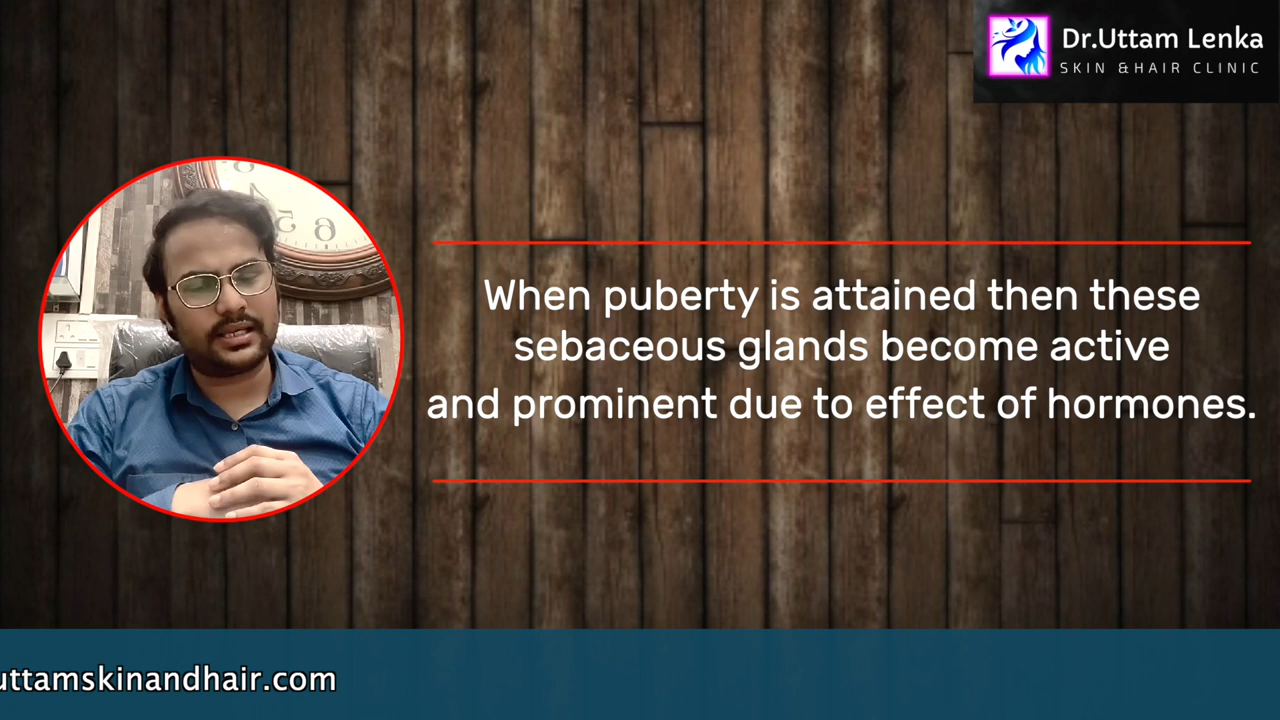 Dr.Uttam Lenka
SKIN &HAIR CLINIC
When puberty is attained then these
sebaceous glands become active
and prominent due to effect of hormones.
uttamskinandhair.com